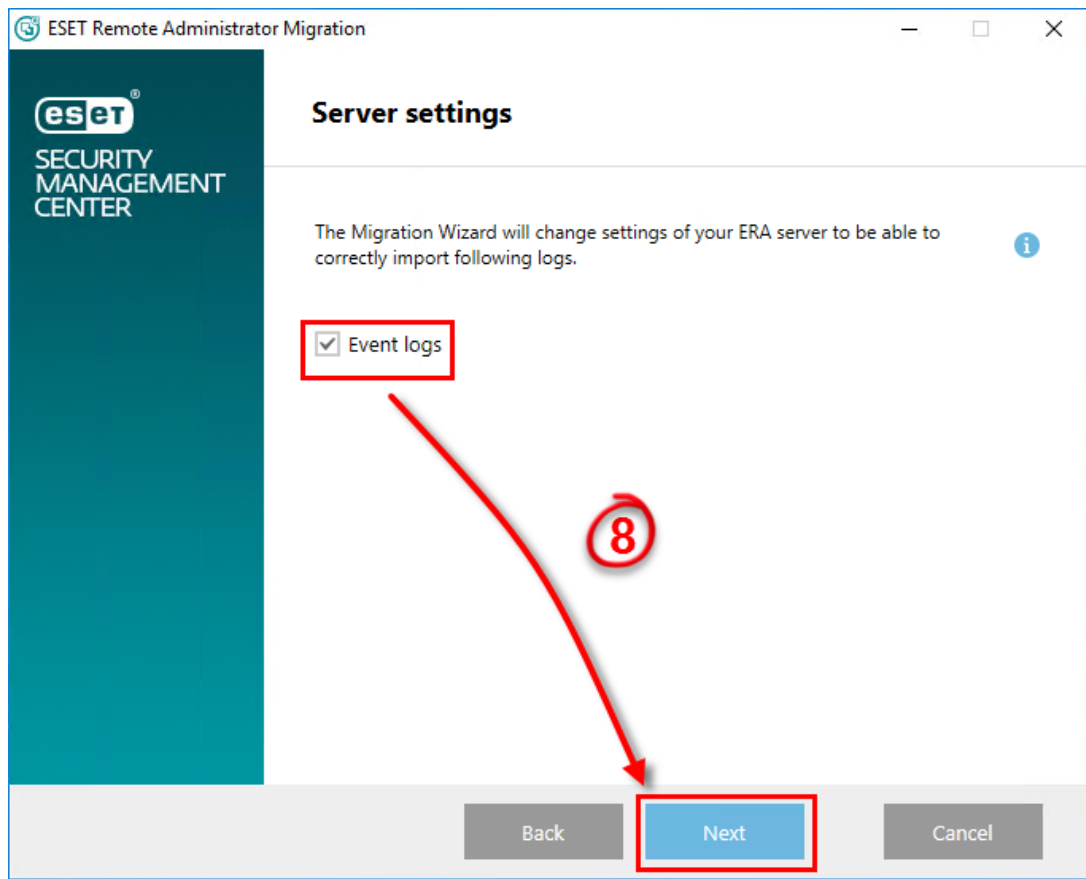 ESET Remote Administrator Migration
eseT®
SECURITY
MANAGEMENT
CENTER
Server settings
The Migration Wizard will change settings of your ERA server to be able to
correctly import following logs.
i
Event logs
8
Back Next Cancel